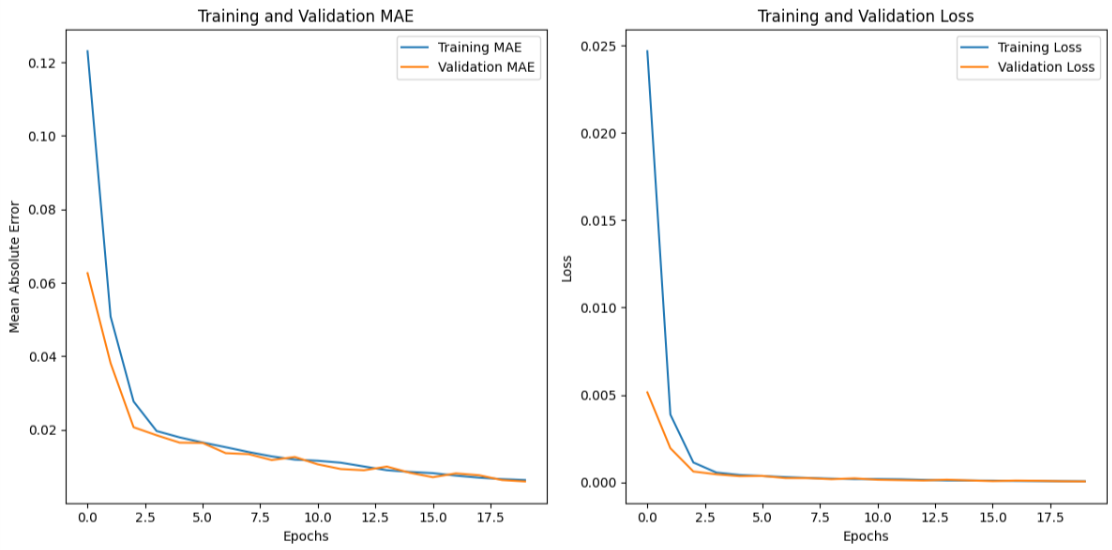 Training and Validation MAE
Training MAE
Validation MAE
0.12
0.10
0.08
0.06
0.04
0.02
Mean Absolute Error
0.0
2.5
5.0
7.5
10.0
12.5
15.0
17.5
Epochs
Training and Validation Loss
Training Loss
Validation Loss
0.025
0.020
0.015
0.010
0.005
0.000
Loss
0.0
2.5
5.0
7.5
10.0
12.5
15.0
17.5
Epochs